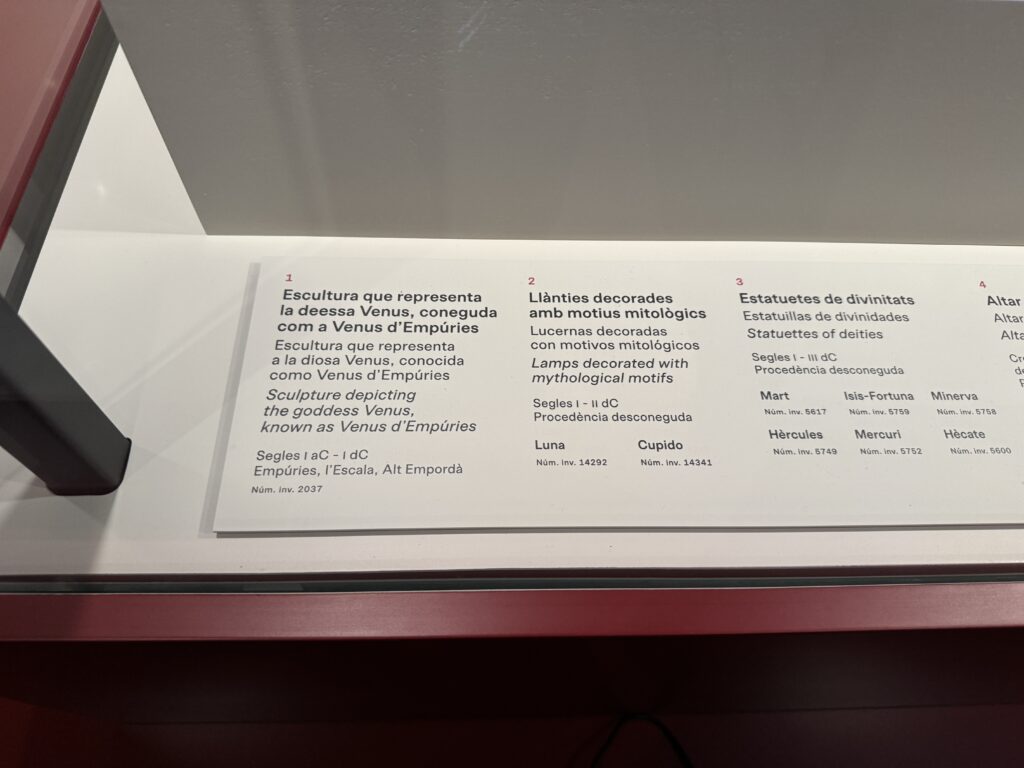 1
Escultura que representa
la deessa Venus, coneguda
com a Venus d'Empúries
Escultura que representa
a la diosa Venus, conocida
como Venus d'Empúries
Sculpture depicting
the goddess Venus,
known as Venus d'Empúries
Segles I aC - I dC
Empúries, l'Escala, Alt Empordà
Núm. inv. 2037
2
Llànties decorades
amb motius mitològics
Lucernas decoradas
con motivos mitológicos
Lamps decorated with
mythological motifs
Segles I - II dC
Procedència desconeguda
Luna Cupido
Núm. inv. 14292 Núm. inv. 14341
3
Estatuetes de divinitats
Estatuillas de divinidades
Statuettes of deities
Segles I - III dC
Procedència desconeguda
Mart Isis-Fortuna Minerva
Núm. inv. 5617 Núm. inv. 5759 Núm. inv. 5758
Hèrcules Mercuri Hècate
Núm. inv. 5749 Núm. inv. 5752 Núm. inv. 5600
4
Altar
Altar